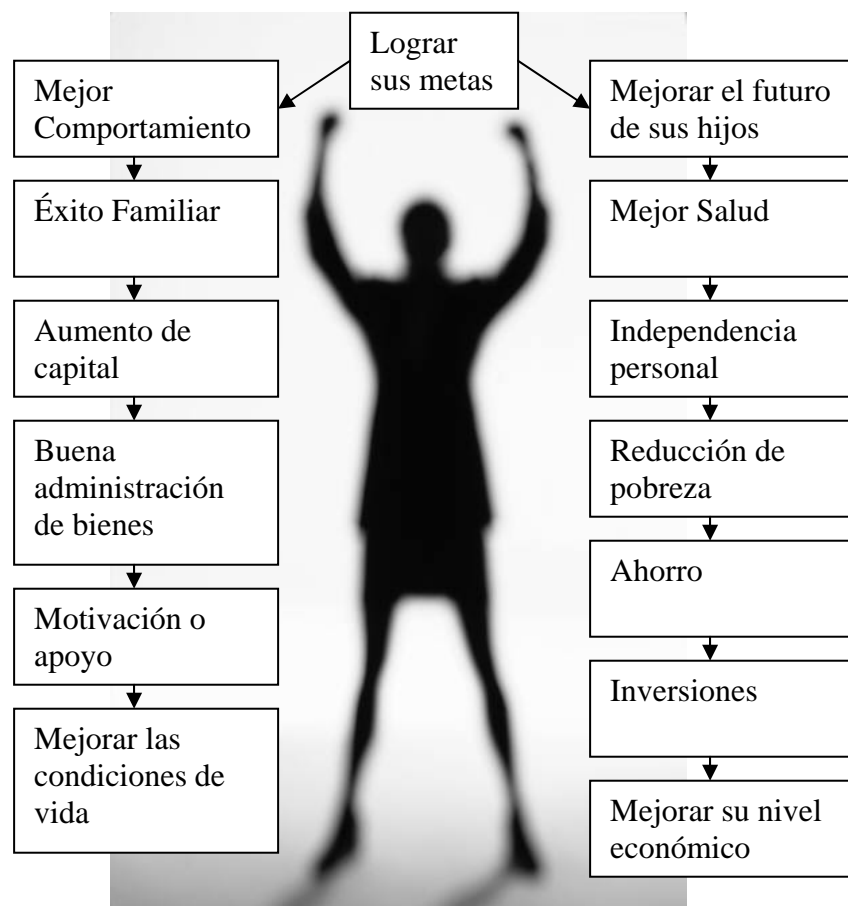 Lograr
sus metas
Mejor
Comportamiento
Éxito Familiar
Aumento de
capital
Buena
administración
de bienes
Motivación o
apoyo
Mejorar las
condiciones de
vida
Mejorar el futuro
de sus hijos
Mejor Salud
Independencia
personal
Reducción de
pobreza
Ahorro
Inversiones
Mejorar su nivel
económico